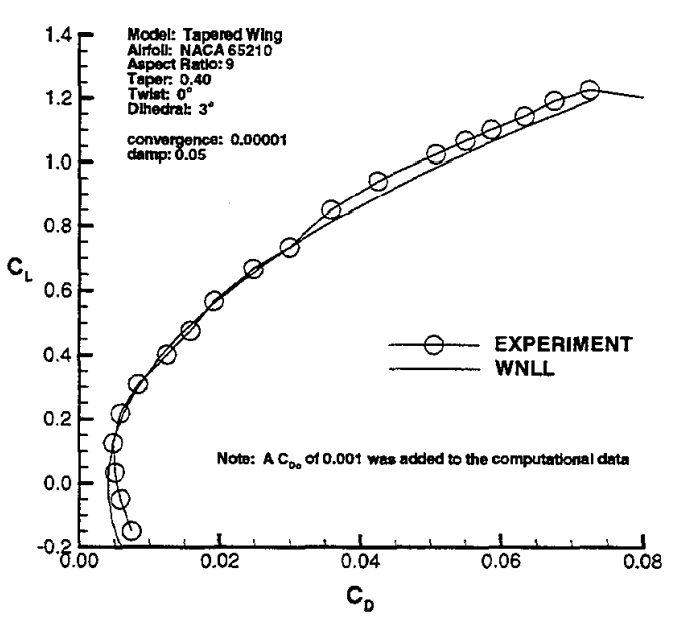 1.4
Model: Tapered Wing
Airfoil: NACA 65210
Aspect Ratio: 9
Taper: 0.40
Twist: 0°
Dihedral: 3°
convergence: 0.00001
damp: 0.05
1.2
1.0
0.8
0.6
0.4
0.2
0.0
-0.2
C_L
EXPERIMENT
WNLL
Note: A C_Do of 0.001 was added to the computational data
0.00 0.02 0.04 0.06 0.08
C_D